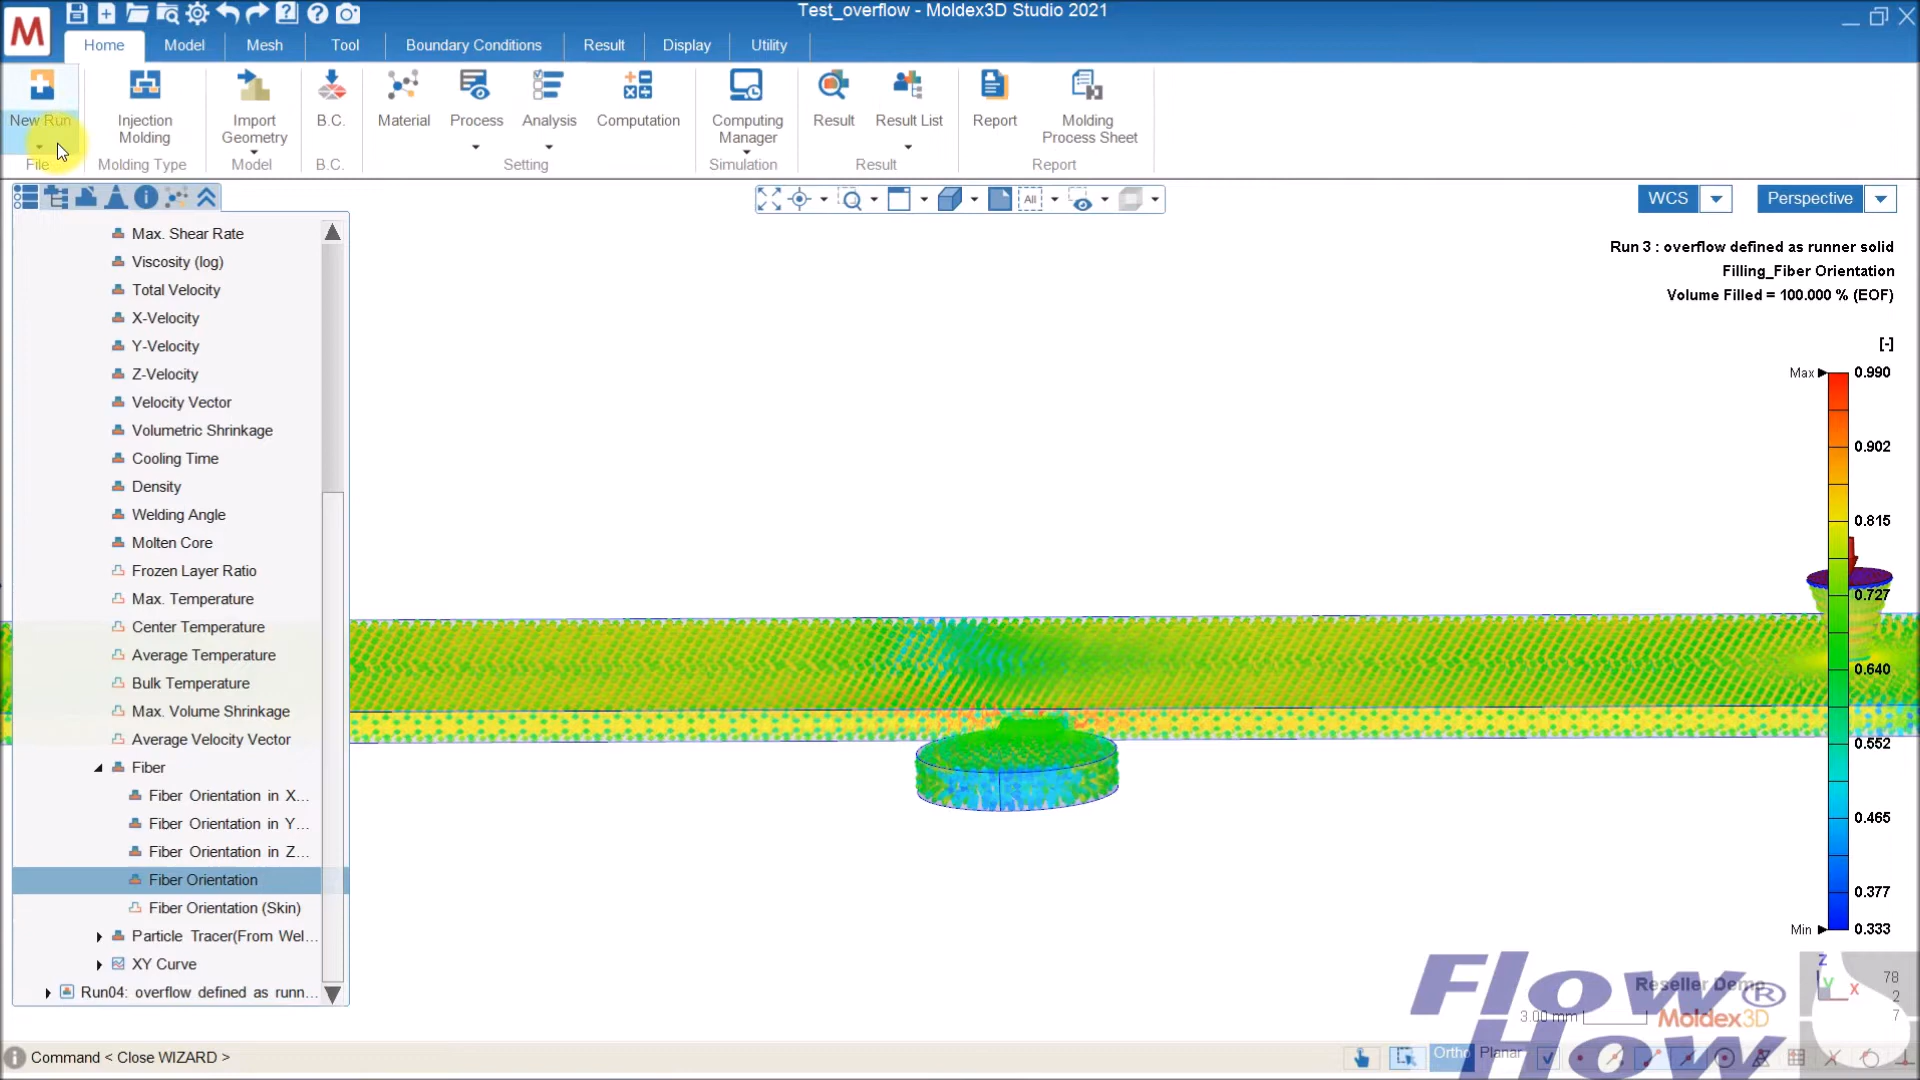 Test_overflow - Moldex3D Studio 2021
Home Model Mesh Tool Boundary Conditions Result Display Utility
New Run
Injection Molding
Import Geometry
B.C.
Material
Process
Analysis
Computation
Computing Manager
Result
Result List
Report
Molding Process Sheet
File
Molding Type
Model
B.C.
Setting
Simulation
Result
Report
All
WCS
Perspective
Run 3 : overflow defined as runner solid
Filling_Fiber Orientation
Volume Filled = 100.000 % (EOF)
[-]
Max 0.990
0.902
0.815
0.727
0.640
0.552
0.465
0.377
Min 0.333
Max. Shear Rate
Viscosity (log)
Total Velocity
X-Velocity
Y-Velocity
Z-Velocity
Velocity Vector
Volumetric Shrinkage
Cooling Time
Density
Welding Angle
Molten Core
Frozen Layer Ratio
Max. Temperature
Center Temperature
Average Temperature
Bulk Temperature
Max. Volume Shrinkage
Average Velocity Vector
Fiber
Fiber Orientation in X...
Fiber Orientation in Y...
Fiber Orientation in Z...
Fiber Orientation
Fiber Orientation (Skin)
Particle Tracer(From Wel...
XY Curve
Run04: overflow defined as runn...
Flow®
How
Reseller Demo
Moldex3D
3.00 mm
Z
Y
X
78
2
7
Command < Close WIZARD >
Ortho Planar